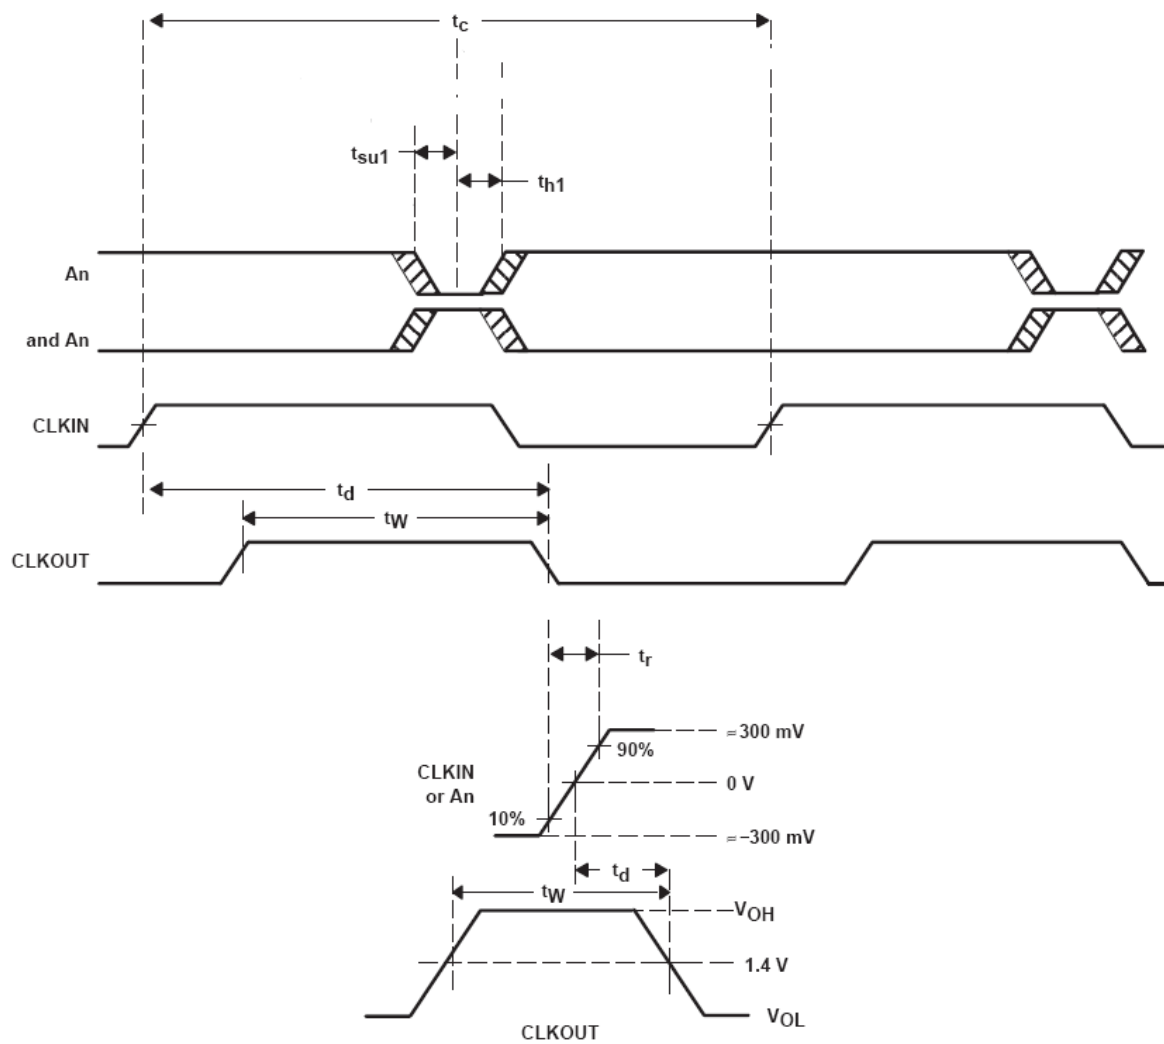 tc
tsu1
th1
An
and An
CLKIN
td
tW
CLKOUT
tr
≈ 300 mV
90%
CLKIN
or An
0 V
10%
≈ −300 mV
td
tW
VOH
1.4 V
VOL
CLKOUT